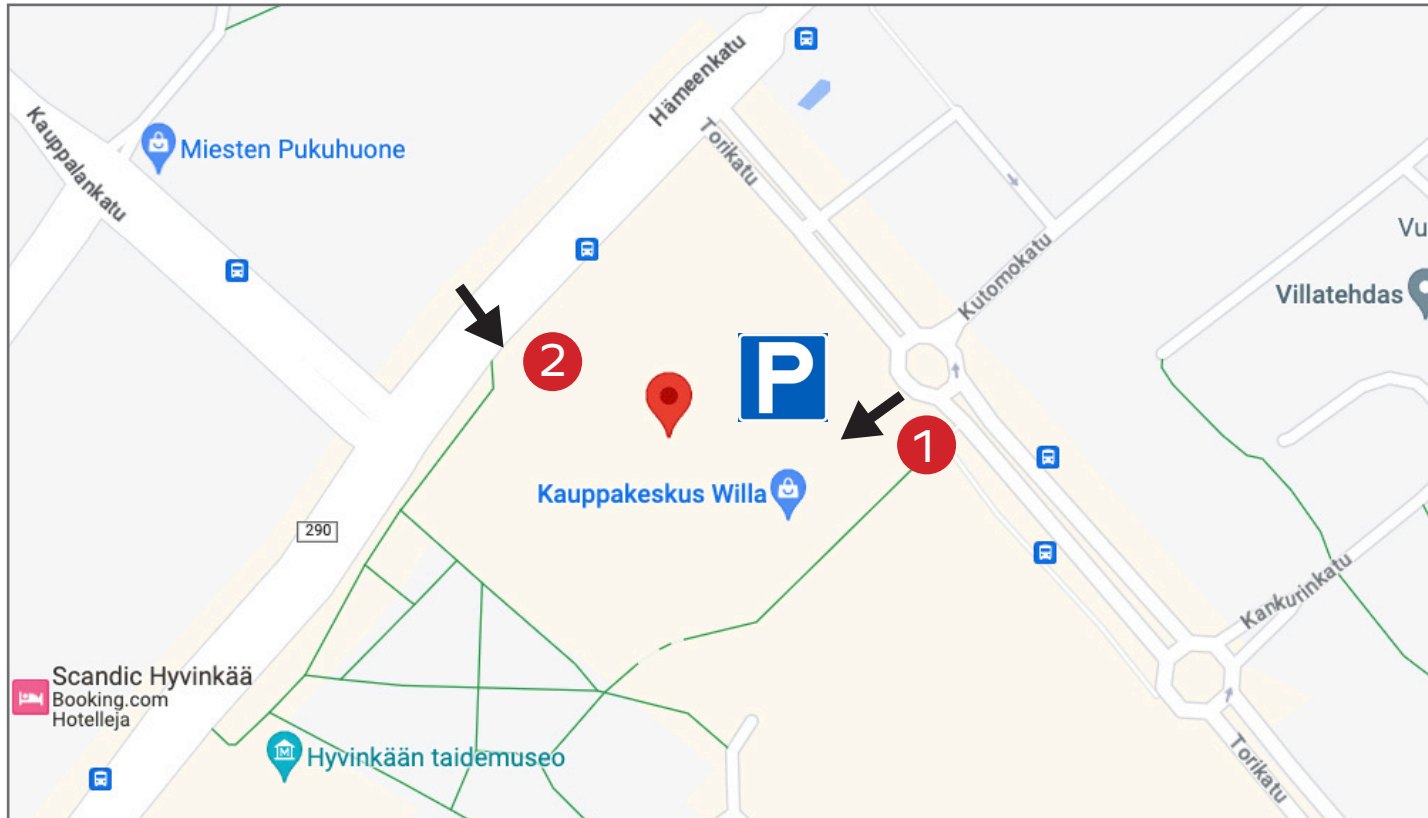 Hämeenkatu
Kauppalankatu
Miesten Pukuhuone
Torikatu
Vu
Kutomokatu
Villatehdas
2
P
1
Kauppakeskus Willa
290
Kankurinkatu
Scandic Hyvinkää
Booking.com
Hotelleja
Hyvinkään taidemuseo
M
Torikatu